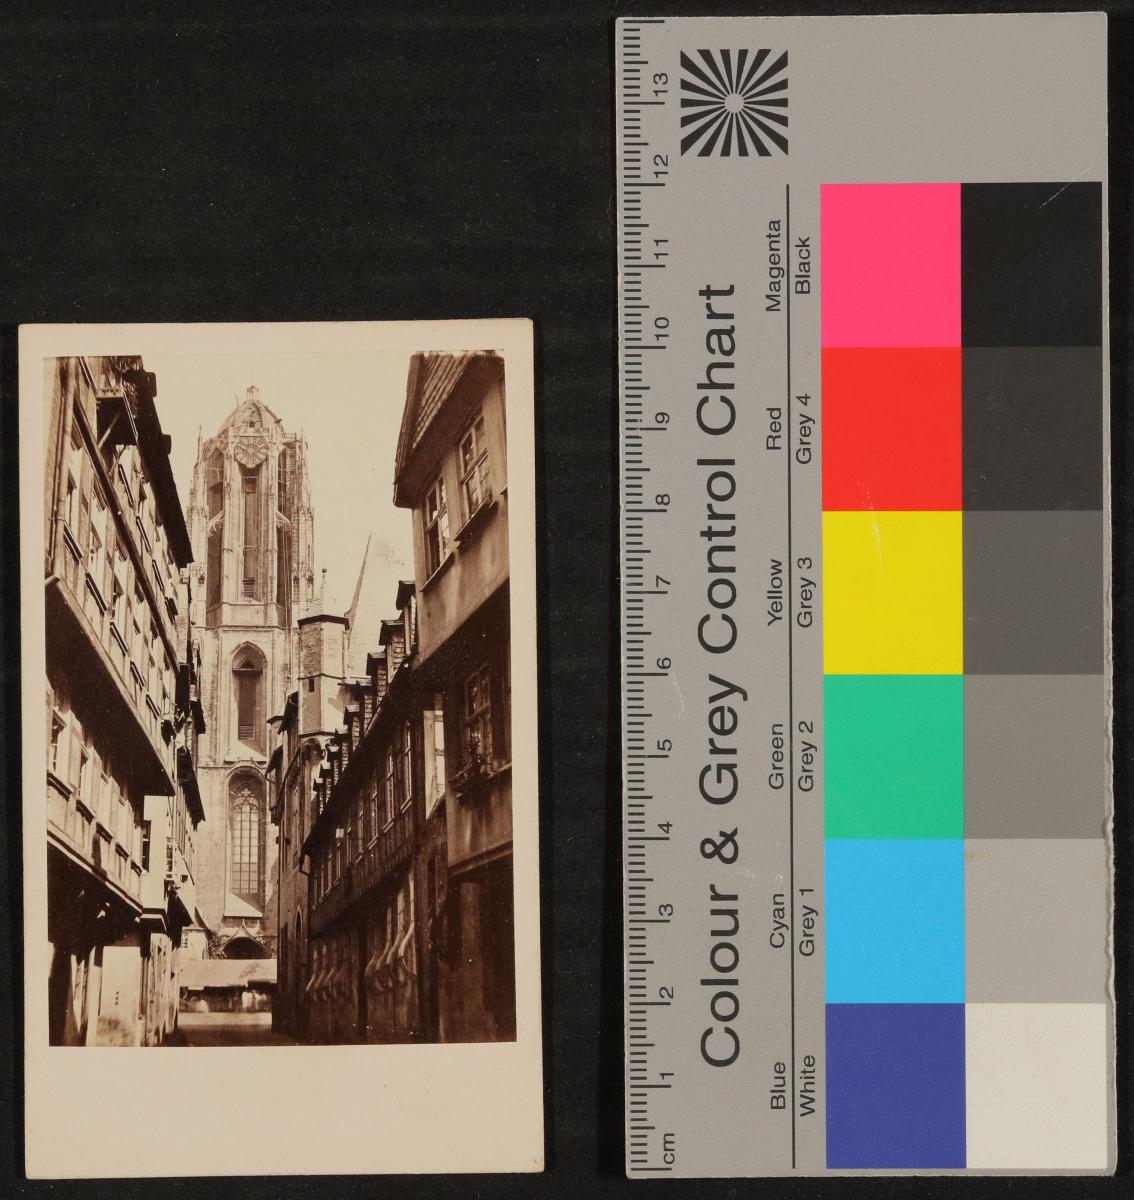 13
12
11
10
9
8
7
6
5
4
3
2
1
cm
Colour & Grey Control Chart
Magenta
Red
Yellow
Green
Cyan
Blue
Black
Grey 4
Grey 3
Grey 2
Grey 1
White